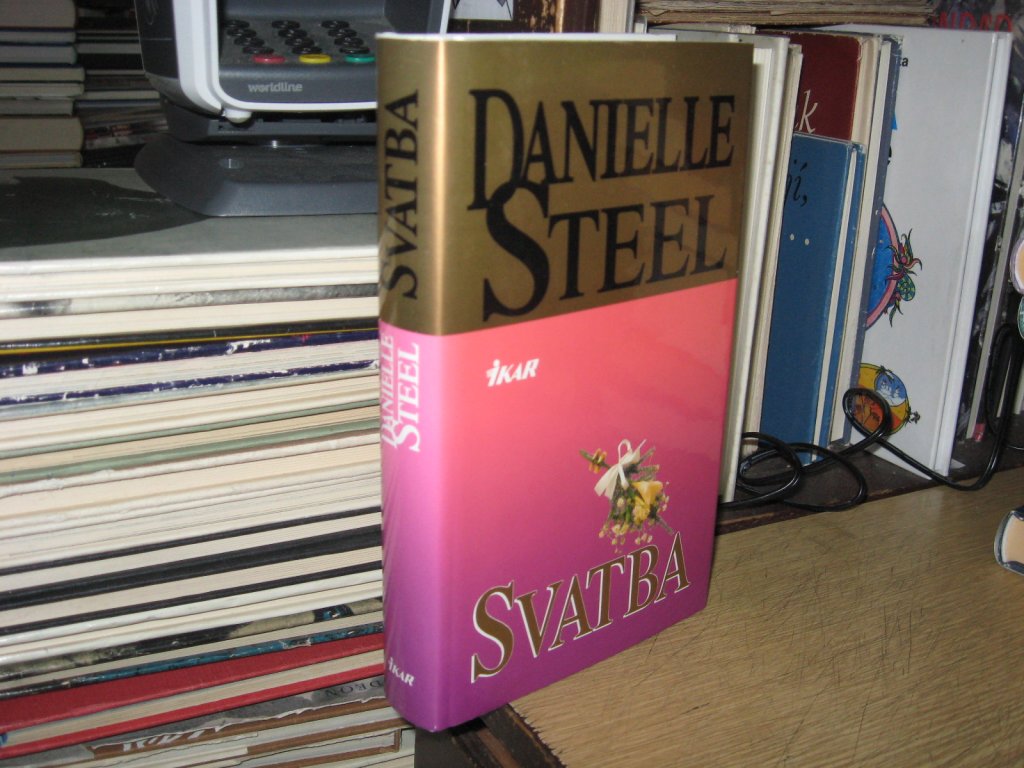 worldline
SVATBA
DANIELLE
STEEL
IKAR
DANIELLE
STEEL
IKAR
SVATBA
k